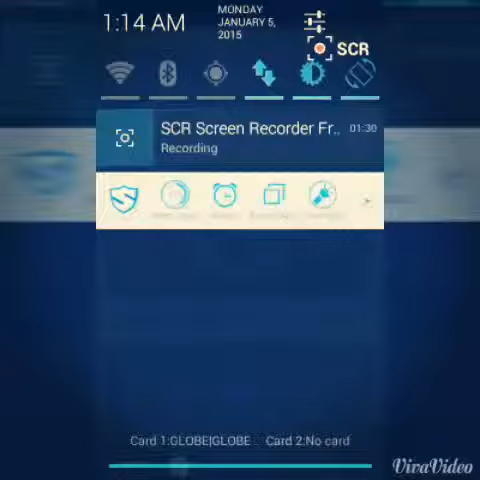 1:14 AM
MONDAY
JANUARY 5,
2015
SCR
SCR Screen Recorder Fr..
01:30
Recording
Card 1:GLOBE|GLOBE
Card 2:No card
VivaVideo